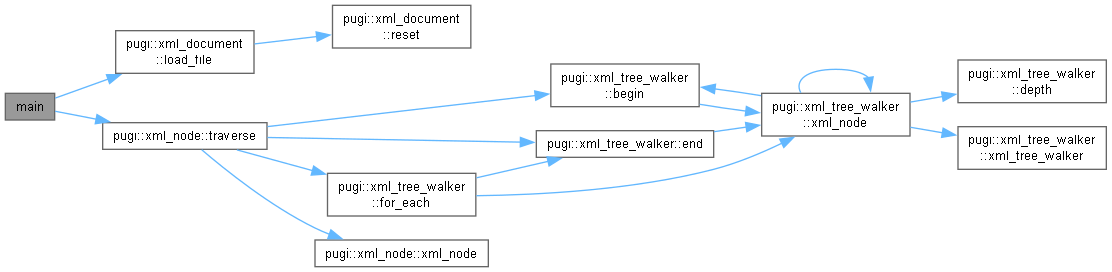 main
pugi::xml_document
::load_file
pugi::xml_document
::reset
pugi::xml_node::traverse
pugi::xml_tree_walker
::begin
pugi::xml_tree_walker::end
pugi::xml_tree_walker
::for_each
pugi::xml_node::xml_node
pugi::xml_tree_walker
::xml_node
pugi::xml_tree_walker
::depth
pugi::xml_tree_walker
::xml_tree_walker